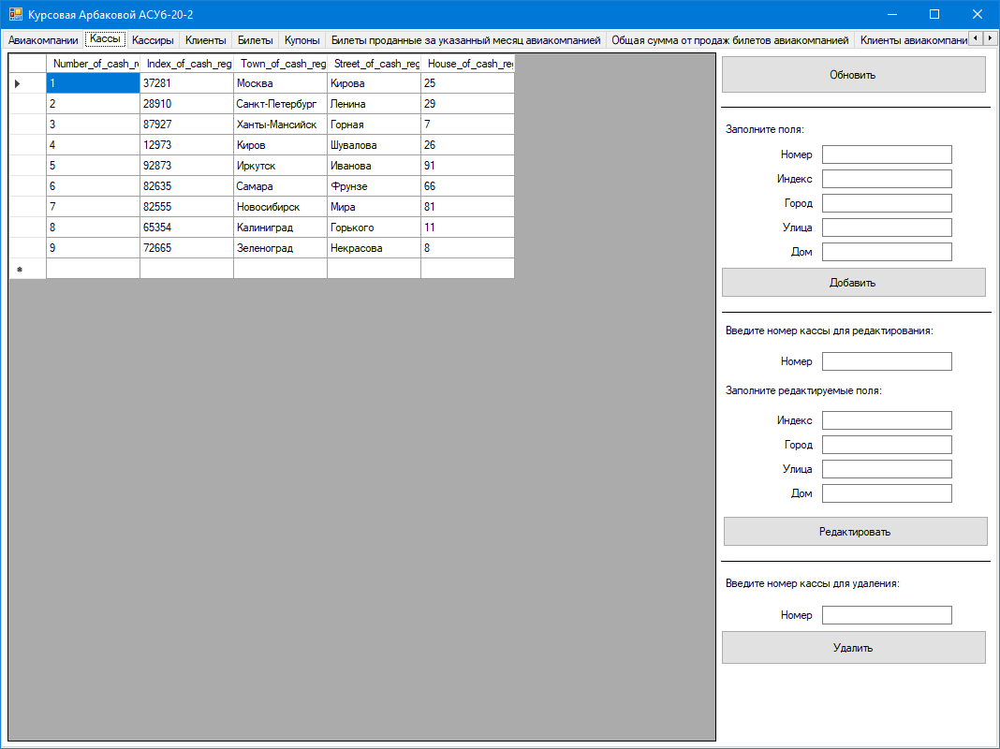 Курсовая Арбаковой АСУб-20-2
Авиакомпании Кассы Кассиры Клиенты Билеты Купоны Билеты проданные за указанный месяц авиакомпанией Общая сумма от продаж билетов авиакомпанией Клиенты авиакомпани
Number_of_cash_r Index_of_cash_reg Town_of_cash_reg Street_of_cash_reg House_of_cash_re
1 37281 Москва Кирова 25
2 28910 Санкт-Петербург Ленина 29
3 87927 Ханты-Мансийск Горная 7
4 12973 Киров Шувалова 26
5 92873 Иркутск Иванова 91
6 82635 Самара Фрунзе 66
7 82555 Новосибирск Мира 81
8 65354 Калиниград Горького 11
9 72665 Зеленоград Некрасова 8
Обновить
Заполните поля:
Номер
Индекс
Город
Улица
Дом
Добавить
Введите номер кассы для редактирования:
Номер
Заполните редактируемые поля:
Индекс
Город
Улица
Дом
Редактировать
Введите номер кассы для удаления:
Номер
Удалить